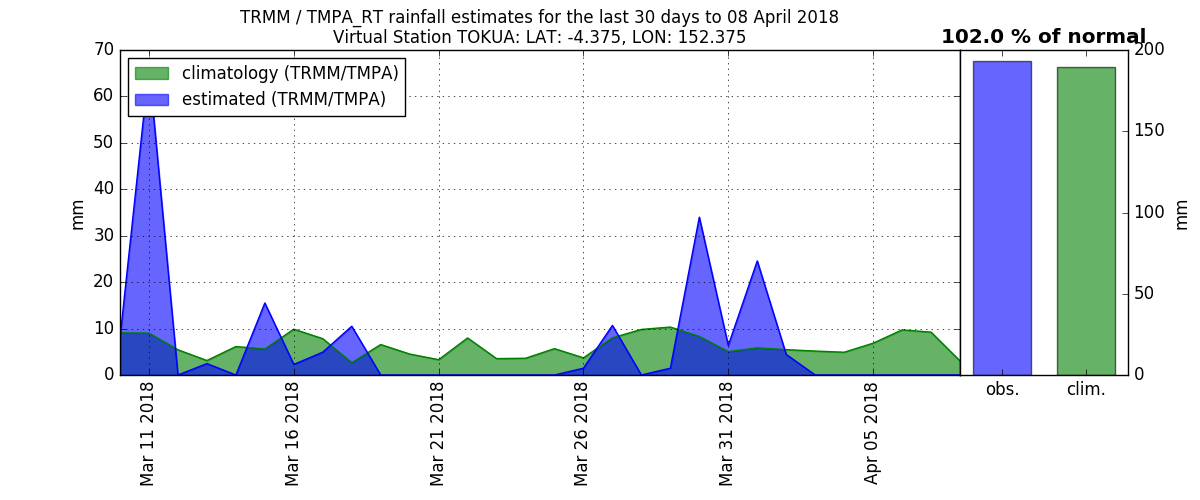 TRMM / TMPA_RT rainfall estimates for the last 30 days to 08 April 2018
Virtual Station TOKUA: LAT: -4.375, LON: 152.375
102.0 % of normal
climatology (TRMM/TMPA)
estimated (TRMM/TMPA)
70
60
50
40
30
20
10
0
mm
Mar 11 2018
Mar 16 2018
Mar 21 2018
Mar 26 2018
Mar 31 2018
Apr 05 2018
obs.
clim.
200
150
100
50
0
mm